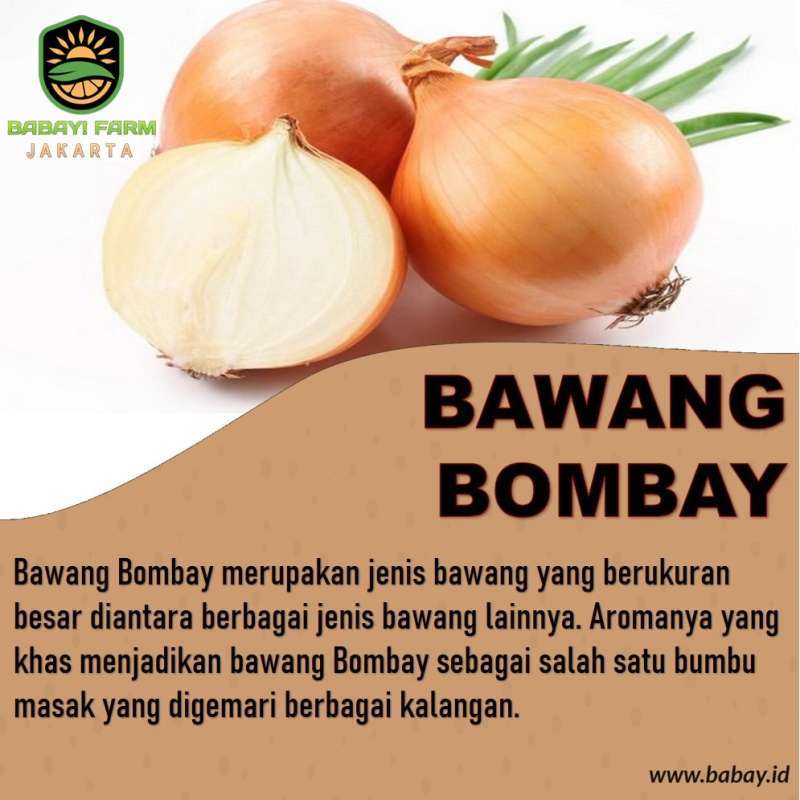 BABAYI FARM
JAKARTA
BAWANG
BOMBAY
Bawang Bombay merupakan jenis bawang yang berukuran
besar diantara berbagai jenis bawang lainnya. Aromanya yang
khas menjadikan bawang Bombay sebagai salah satu bumbu
masak yang digemari berbagai kalangan.
www.babay.id